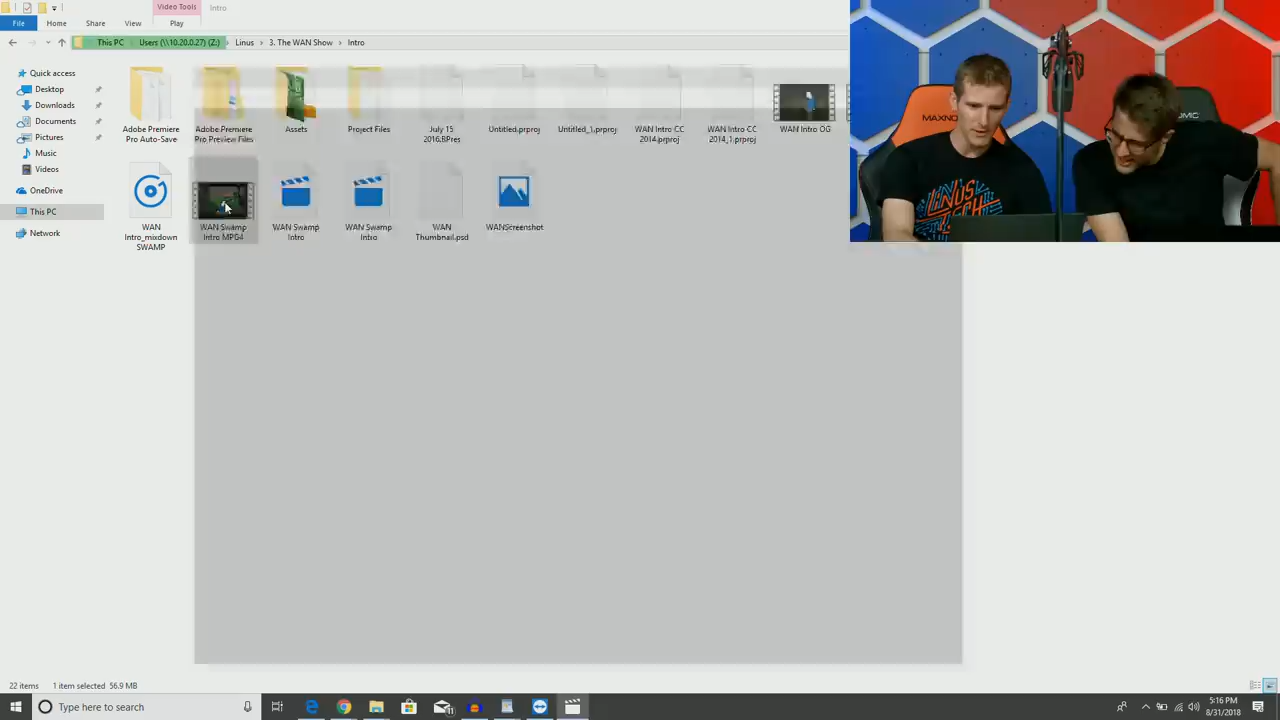 Video Tools
Intro
File
Home
Share
View
Play
This PC
Users (\\10.20.0.27) (Z:)
Linus
3. The WAN Show
Intro
Quick access
Desktop
Downloads
Documents
Pictures
Music
Videos
OneDrive
This PC
Network
Adobe Premiere
Pro Auto-Save
Adobe Premiere
Pro Preview Files
Assets
Project Files
July 15
2016.BPres
Untitled.prproj
Untitled_1.prproj
WAN Intro CC
2014.prproj
WAN Intro CC
2014_1.prproj
WAN Intro OG
WAN
Intro_mixdown
SWAMP
WAN Swamp
Intro MPG4
WAN Swamp
Intro
WAN Swamp
Intro
WAN
Thumbnail.psd
WANScreenshot
MAXNO
OMIC
LINUS
TECH
22 items
1 item selected 56.9 MB
Type here to search
11
5:16 PM
8/31/2018